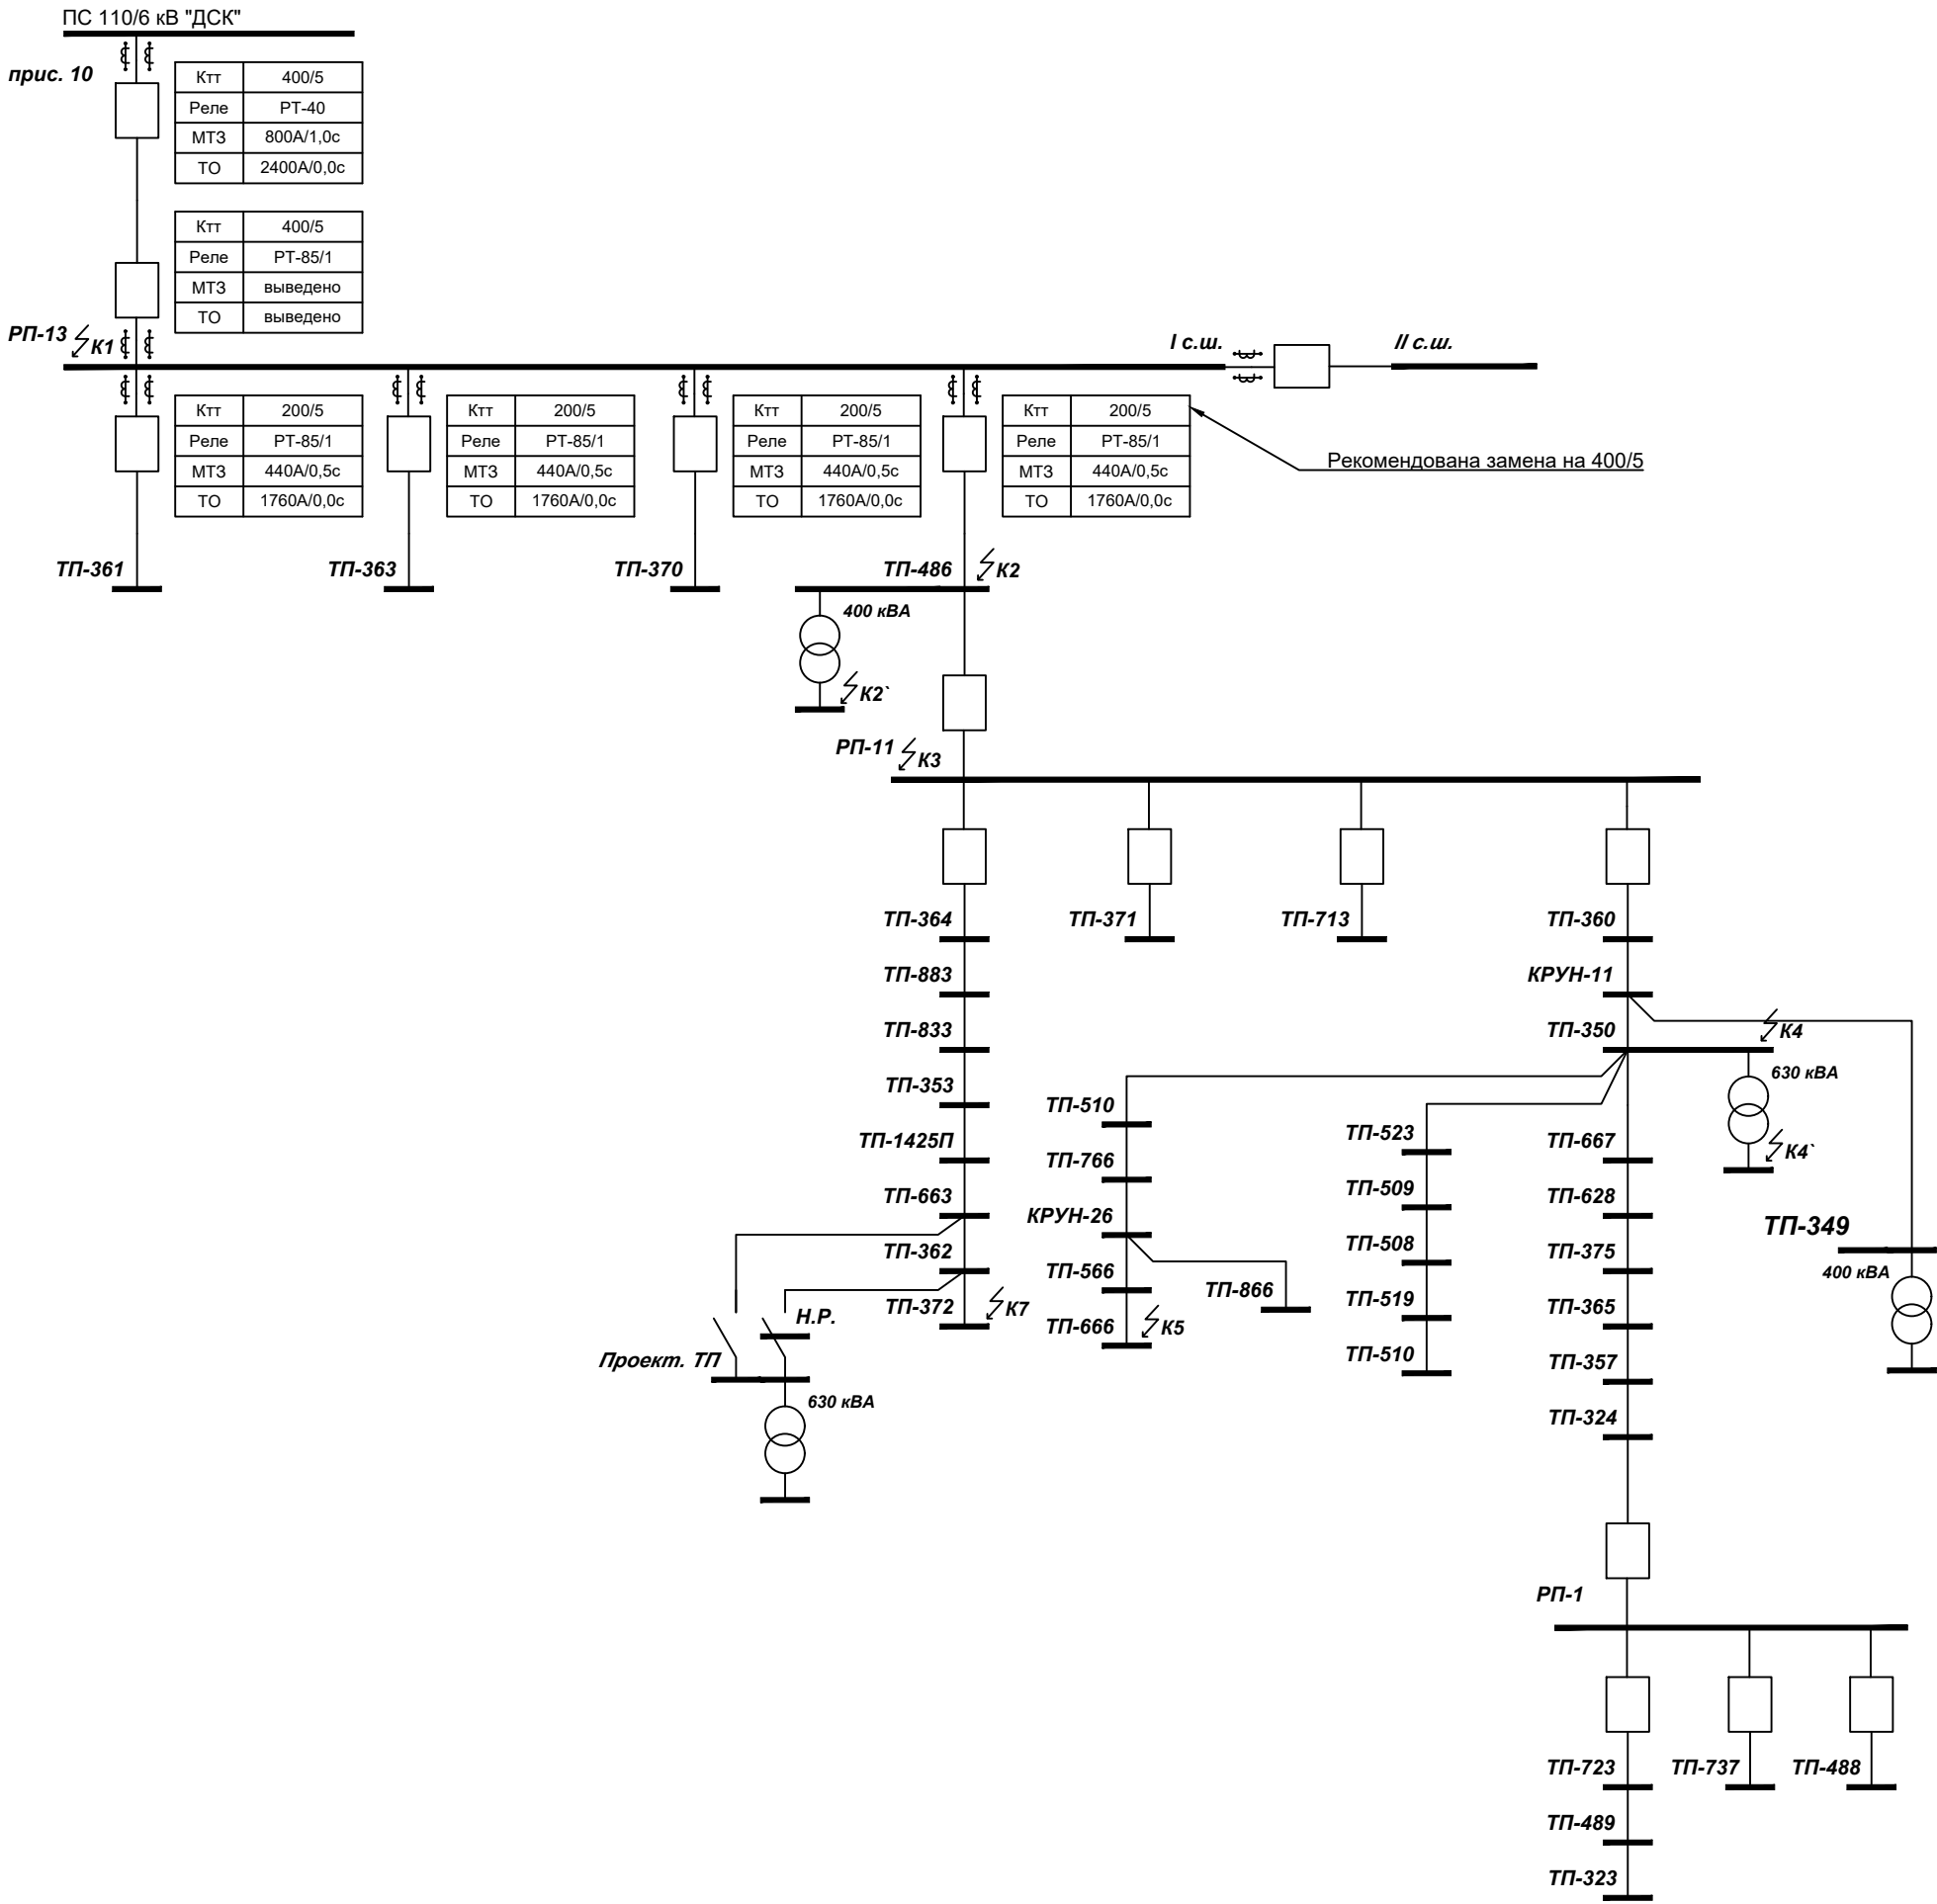 ПС 110/6 кВ "ДСК"
прис. 10
Ктт 400/5
Реле РТ-40
МТЗ 800А/1,0с
ТО 2400А/0,0с
Ктт 400/5
Реле РТ-85/1
МТЗ выведено
ТО выведено
РП-13 К1
I с.ш. II с.ш.
Ктт 200/5
Реле РТ-85/1
МТЗ 440А/0,5с
ТО 1760А/0,0с
Ктт 200/5
Реле РТ-85/1
МТЗ 440А/0,5с
ТО 1760А/0,0с
Ктт 200/5
Реле РТ-85/1
МТЗ 440А/0,5с
ТО 1760А/0,0с
Ктт 200/5
Реле РТ-85/1
МТЗ 440А/0,5с
ТО 1760А/0,0с
Рекомендована замена на 400/5
ТП-361
ТП-363
ТП-370
ТП-486 К2
400 кВА
К2`
РП-11 К3
ТП-364
ТП-371
ТП-713
ТП-360
ТП-883
КРУН-11
ТП-833
ТП-350 К4
630 кВА
ТП-353
ТП-510
ТП-523
ТП-1425П
ТП-667
К4`
ТП-766
ТП-663
ТП-509
ТП-628
КРУН-26
ТП-349
ТП-362
ТП-508
ТП-375
ТП-566
400 кВА
ТП-866
ТП-372 К7
Н.Р.
ТП-519
ТП-365
ТП-666 К5
Проект. ТП
ТП-510
ТП-357
630 кВА
ТП-324
РП-1
ТП-723
ТП-737
ТП-488
ТП-489
ТП-323